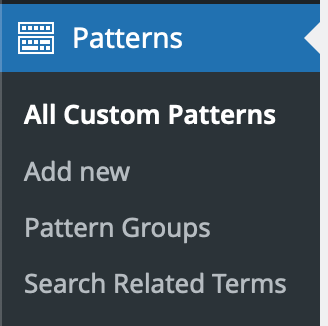 Patterns
All Custom Patterns
Add new
Pattern Groups
Search Related Terms